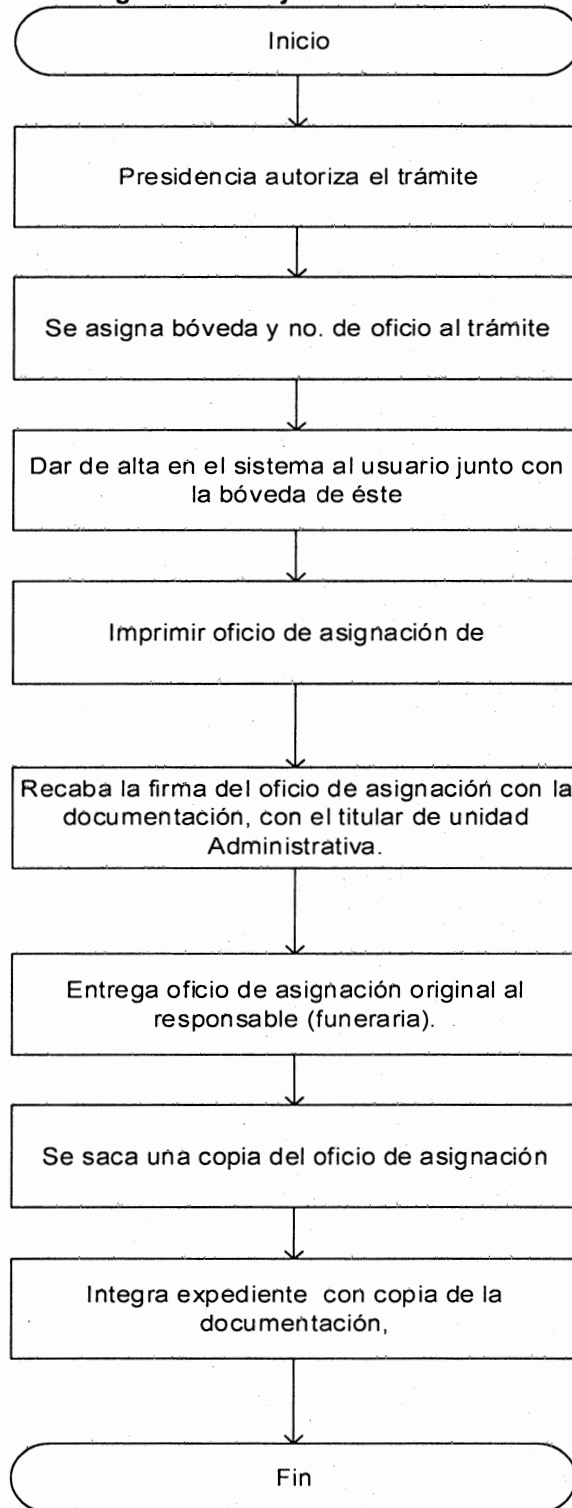 Inicio
Presidencia autoriza el trámite
Se asigna bóveda y no. de oficio al trámite
Dar de alta en el sistema al usuario junto con
la bóveda de éste
Imprimir oficio de asignación de
Recaba la firma del oficio de asignación con la
documentación, con el titular de unidad
Administrativa.
Entrega oficio de asignación original al
responsable (funeraria).
Se saca una copia del oficio de asignación
Integra expediente con copia de la
documentación,
Fin